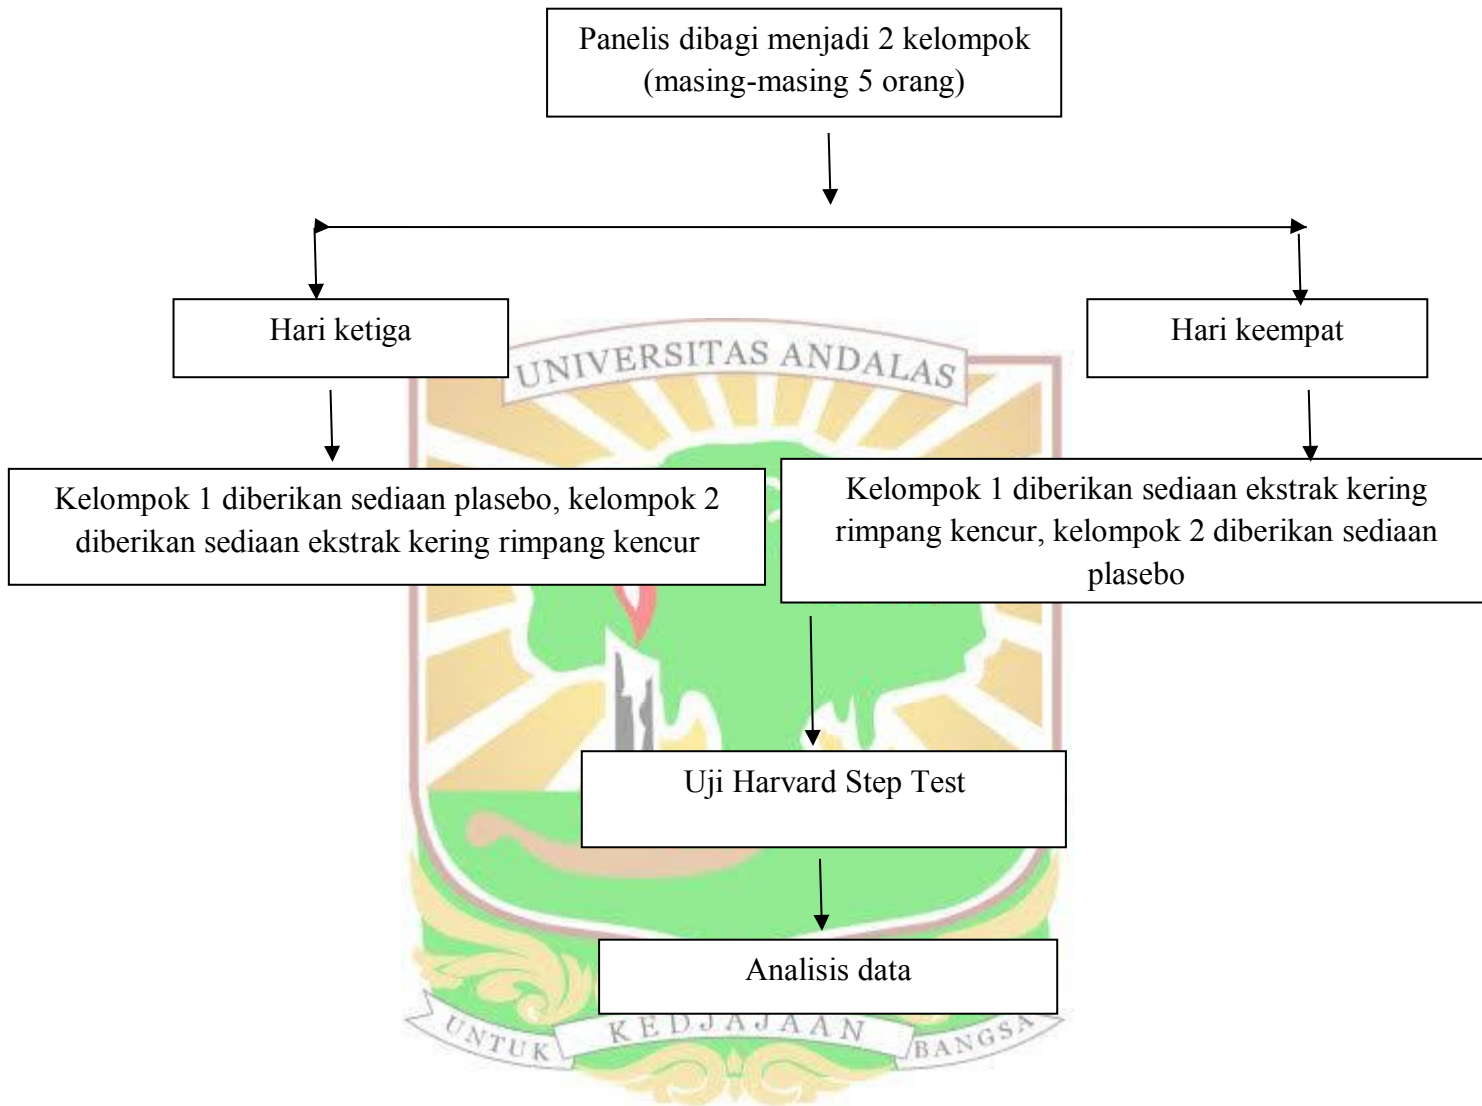 Panelis dibagi menjadi 2 kelompok
(masing-masing 5 orang)
Hari ketiga
Hari keempat
UNIVERSITAS ANDALAS
Kelompok 1 diberikan sediaan plasebo, kelompok 2
diberikan sediaan ekstrak kering rimpang kencur
Kelompok 1 diberikan sediaan ekstrak kering
rimpang kencur, kelompok 2 diberikan sediaan
plasebo
Uji Harvard Step Test
Analisis data
UNTUK KEDJAJAAN BANGSA